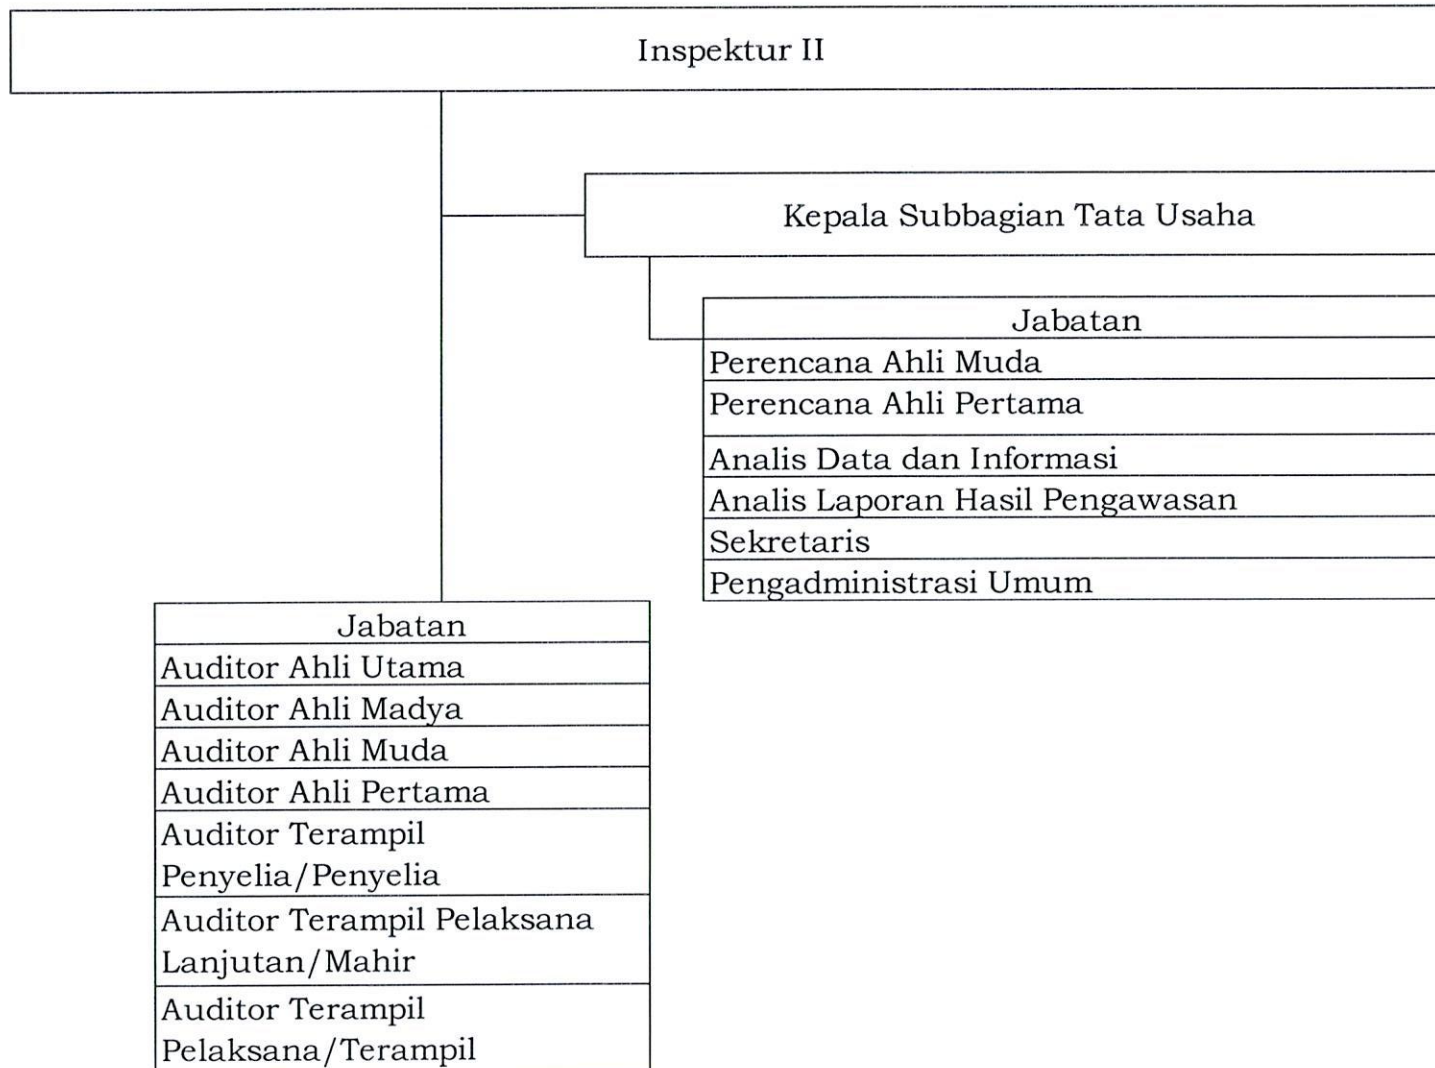 Inspektur II
Kepala Subbagian Tata Usaha
Jabatan
Perencana Ahli Muda
Perencana Ahli Pertama
Analis Data dan Informasi
Analis Laporan Hasil Pengawasan
Sekretaris
Pengadministrasi Umum
Jabatan
Auditor Ahli Utama
Auditor Ahli Madya
Auditor Ahli Muda
Auditor Ahli Pertama
Auditor Terampil
Penyelia/Penyelia
Auditor Terampil Pelaksana
Lanjutan/Mahir
Auditor Terampil
Pelaksana/Terampil